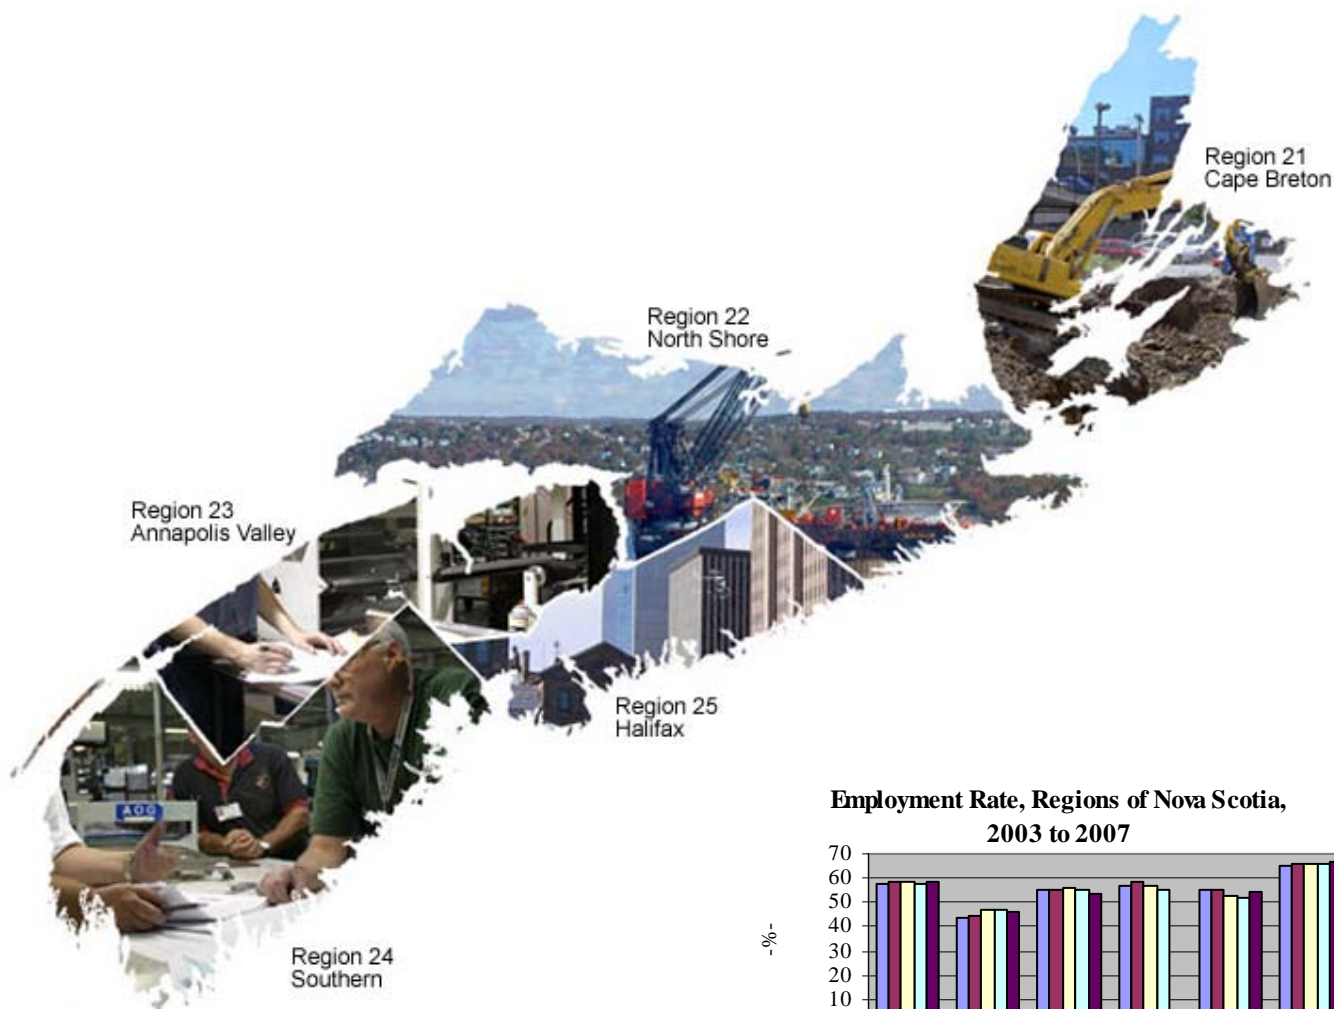 Region 21
Cape Breton
Region 22
North Shore
Region 23
Annapolis Valley
AOG
Region 25
Halifax
Region 24
Southern
Employment Rate, Regions of Nova Scotia,
2003 to 2007
-%-
70
60
50
40
30
20
10